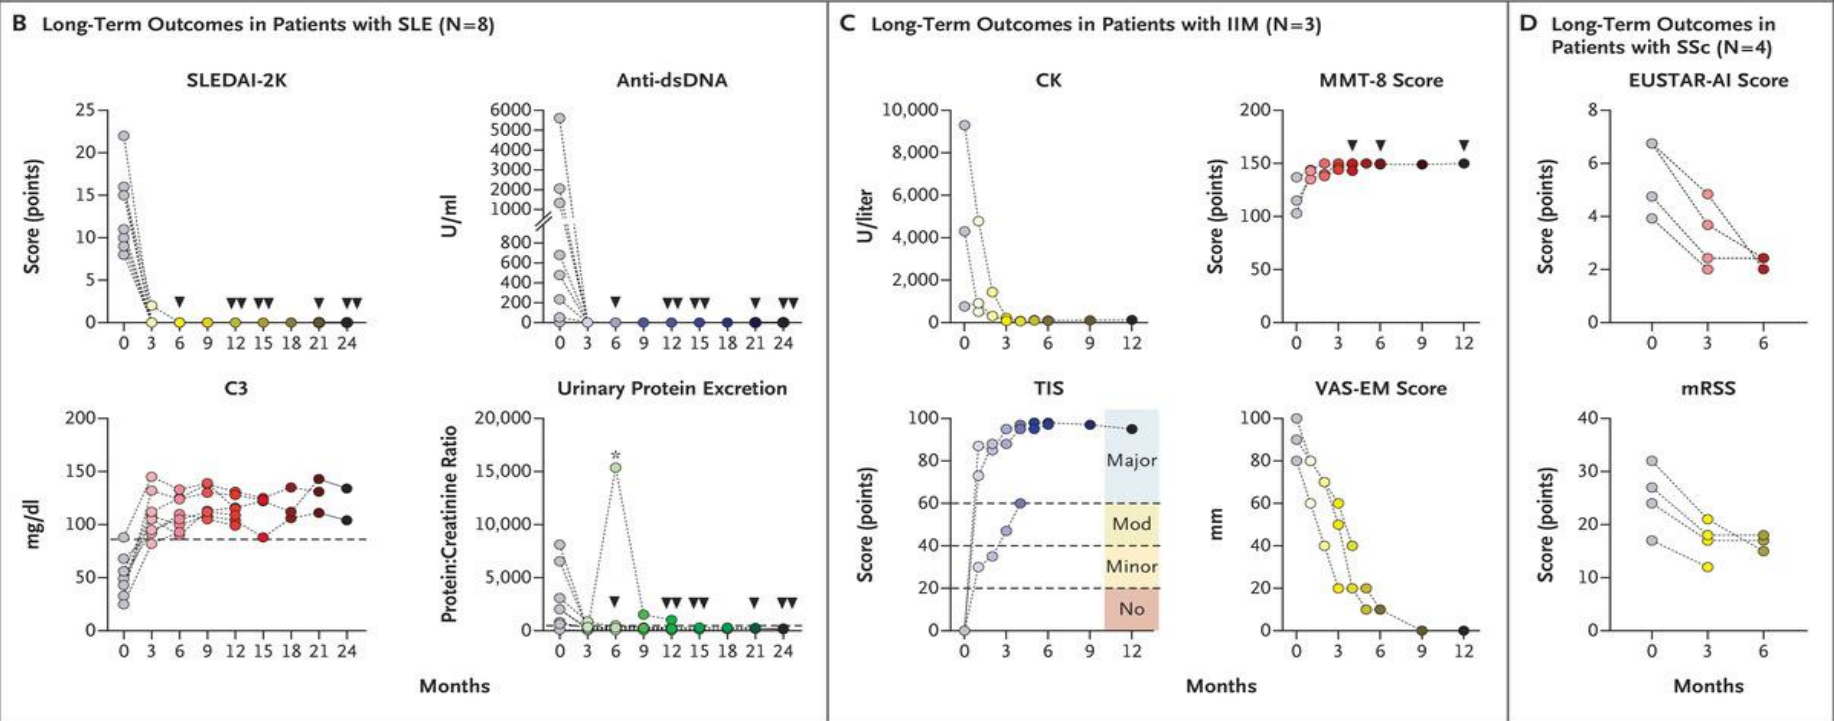 B Long-Term Outcomes in Patients with SLE (N=8)
SLEDAI-2K
Score (points)
25
20
15
10
5
0
0 3 6 9 12 15 18 21 24
Anti-dsDNA
U/ml
6000
5000
4000
3000
2000
1000
800
600
400
200
0
0 3 6 9 12 15 18 21 24
C3
mg/dl
200
150
100
50
0
0 3 6 9 12 15 18 21 24
Urinary Protein Excretion
Protein:Creatinine Ratio
20,000
15,000
10,000
5,000
0
*
0 3 6 9 12 15 18 21 24
Months
C Long-Term Outcomes in Patients with IIM (N=3)
CK
U/liter
10,000
8,000
6,000
4,000
2,000
0
0 3 6 9 12
MMT-8 Score
Score (points)
200
150
100
50
0
0 3 6 9 12
TIS
Score (points)
100
80
60
40
20
0
Major
Mod
Minor
No
0 3 6 9 12
VAS-EM Score
mm
100
80
60
40
20
0
0 3 6 9 12
Months
D Long-Term Outcomes in
Patients with SSc (N=4)
EUSTAR-AI Score
Score (points)
8
6
4
2
0
0 3 6
mRSS
Score (points)
40
30
20
10
0
0 3 6
Months